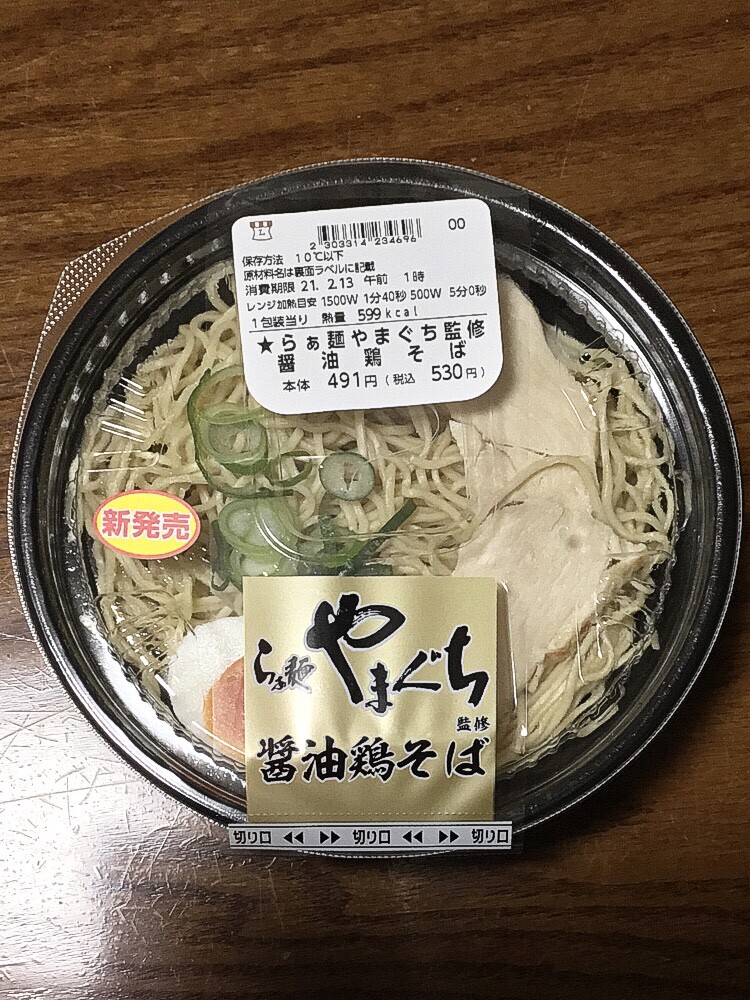 L
00
2 303314 234696
保存方法 10℃以下
原材料名は裏面ラベルに記載
消費期限 21. 2.13 午前 1時
レンジ加熱目安 1500W 1分40秒 500W 5分0秒
1包装当り 熱量 599kcal
★らぁ麺やまぐち監修
醤油鶏そば
本体 491円(税込 530円)
新発売
らぁ麺 やまぐち
監修
醤油鶏そば
切り口 ◀◀ ▶▶ 切り口 ◀◀ ▶▶ 切り口